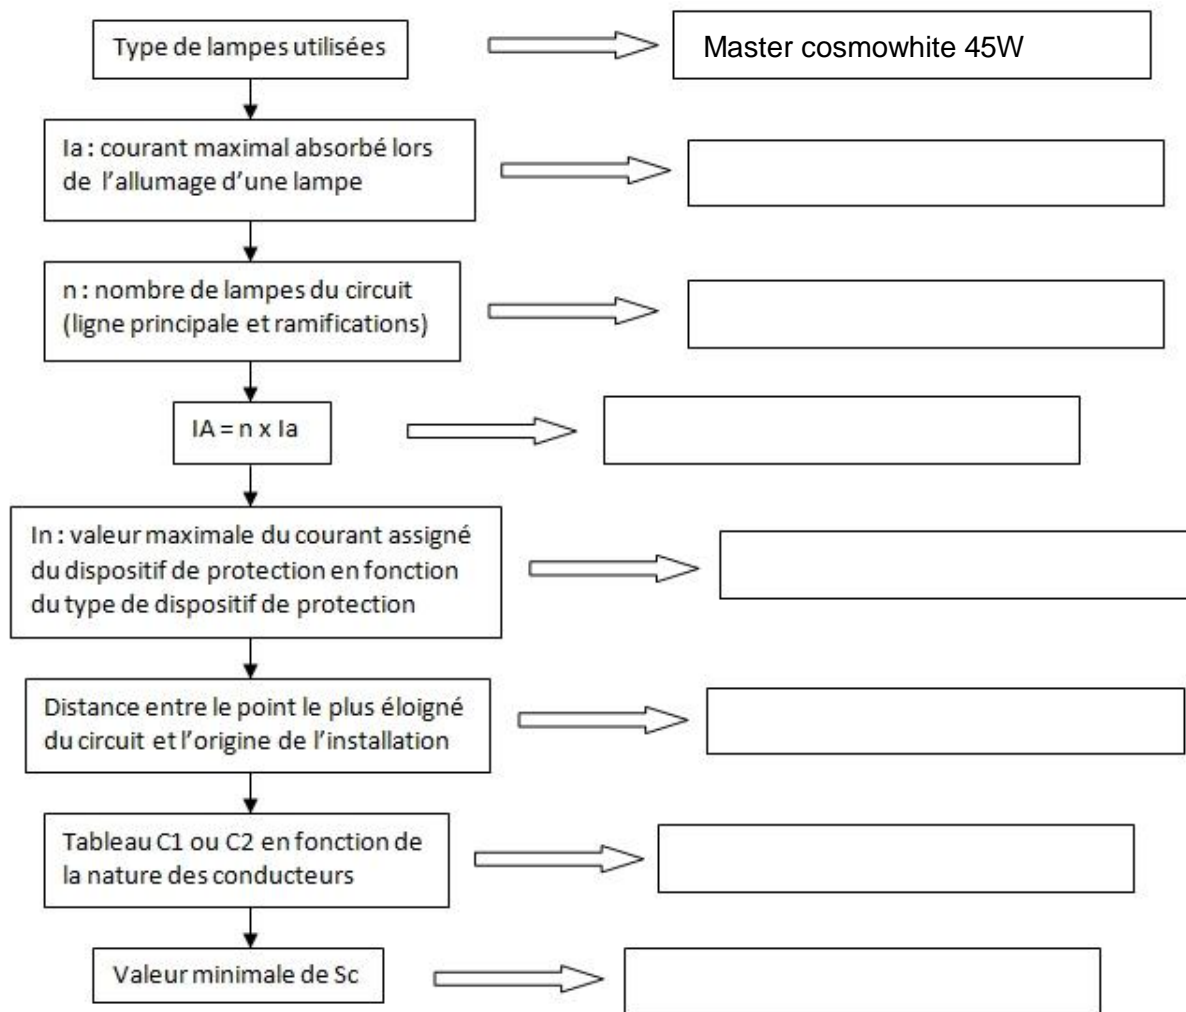 Type de lampes utilisées
Master cosmowhite 45W
Ia : courant maximal absorbé lors
de l’allumage d’une lampe
n : nombre de lampes du circuit
(ligne principale et ramifications)
IA = n x Ia
In : valeur maximale du courant assigné
du dispositif de protection en fonction
du type de dispositif de protection
Distance entre le point le plus éloigné
du circuit et l’origine de l’installation
Tableau C1 ou C2 en fonction de
la nature des conducteurs
Valeur minimale de Sc